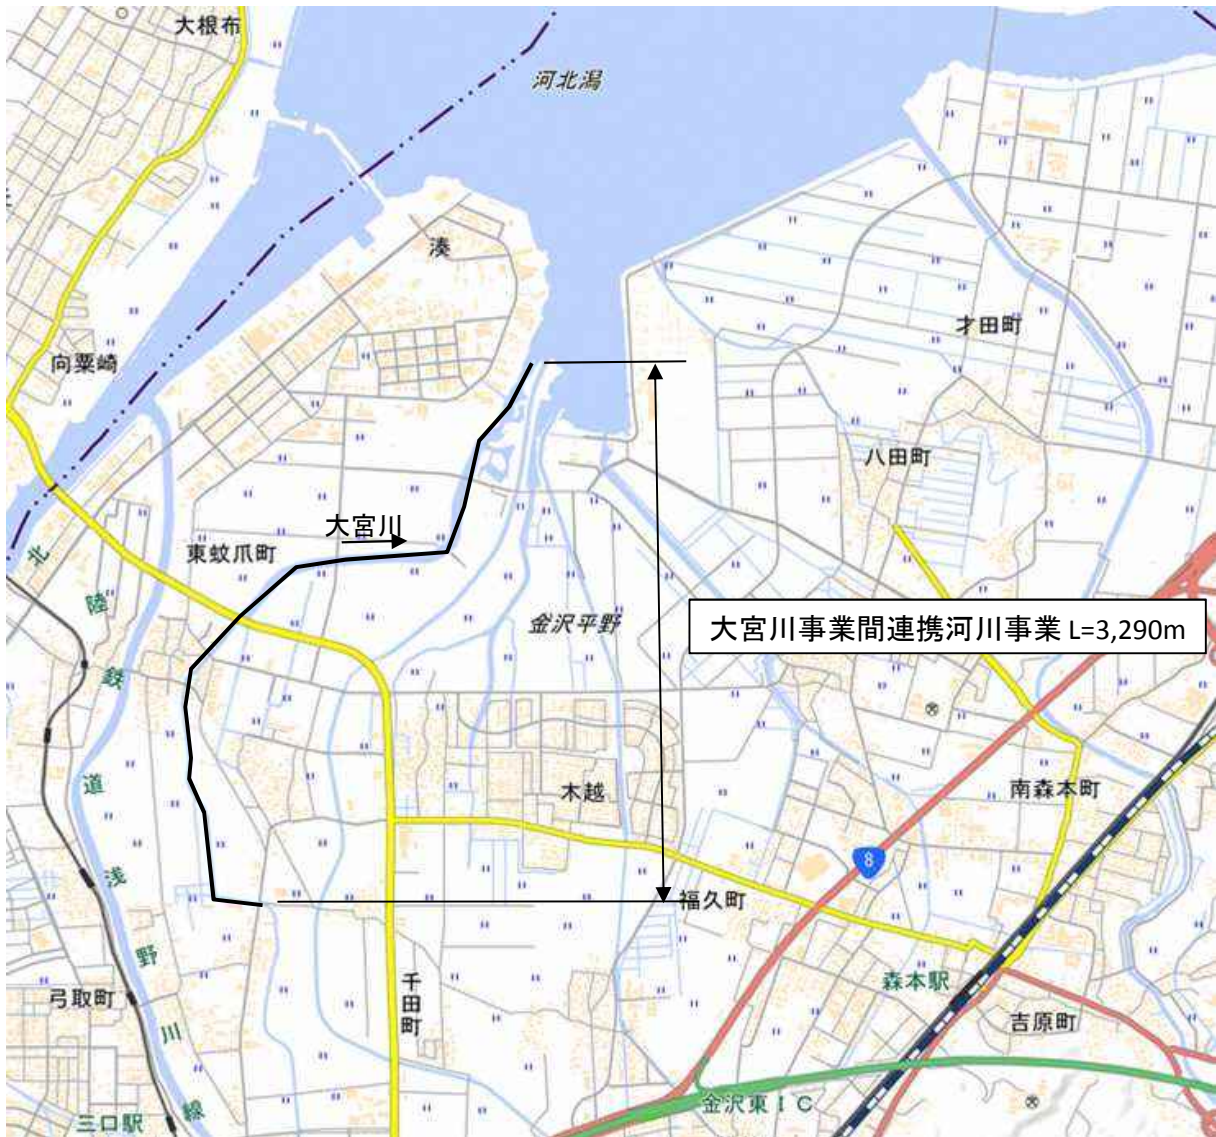 大根布
河北潟
湊
才田町
向粟崎
八田町
大宮川
東蚊爪町
金沢平野
大宮川事業間連携河川事業 L=3,290m
北陸鉄道浅野川線
木越
南森本町
8
福久町
千田町
森本駅
弓取町
吉原町
金沢東IC
三口駅